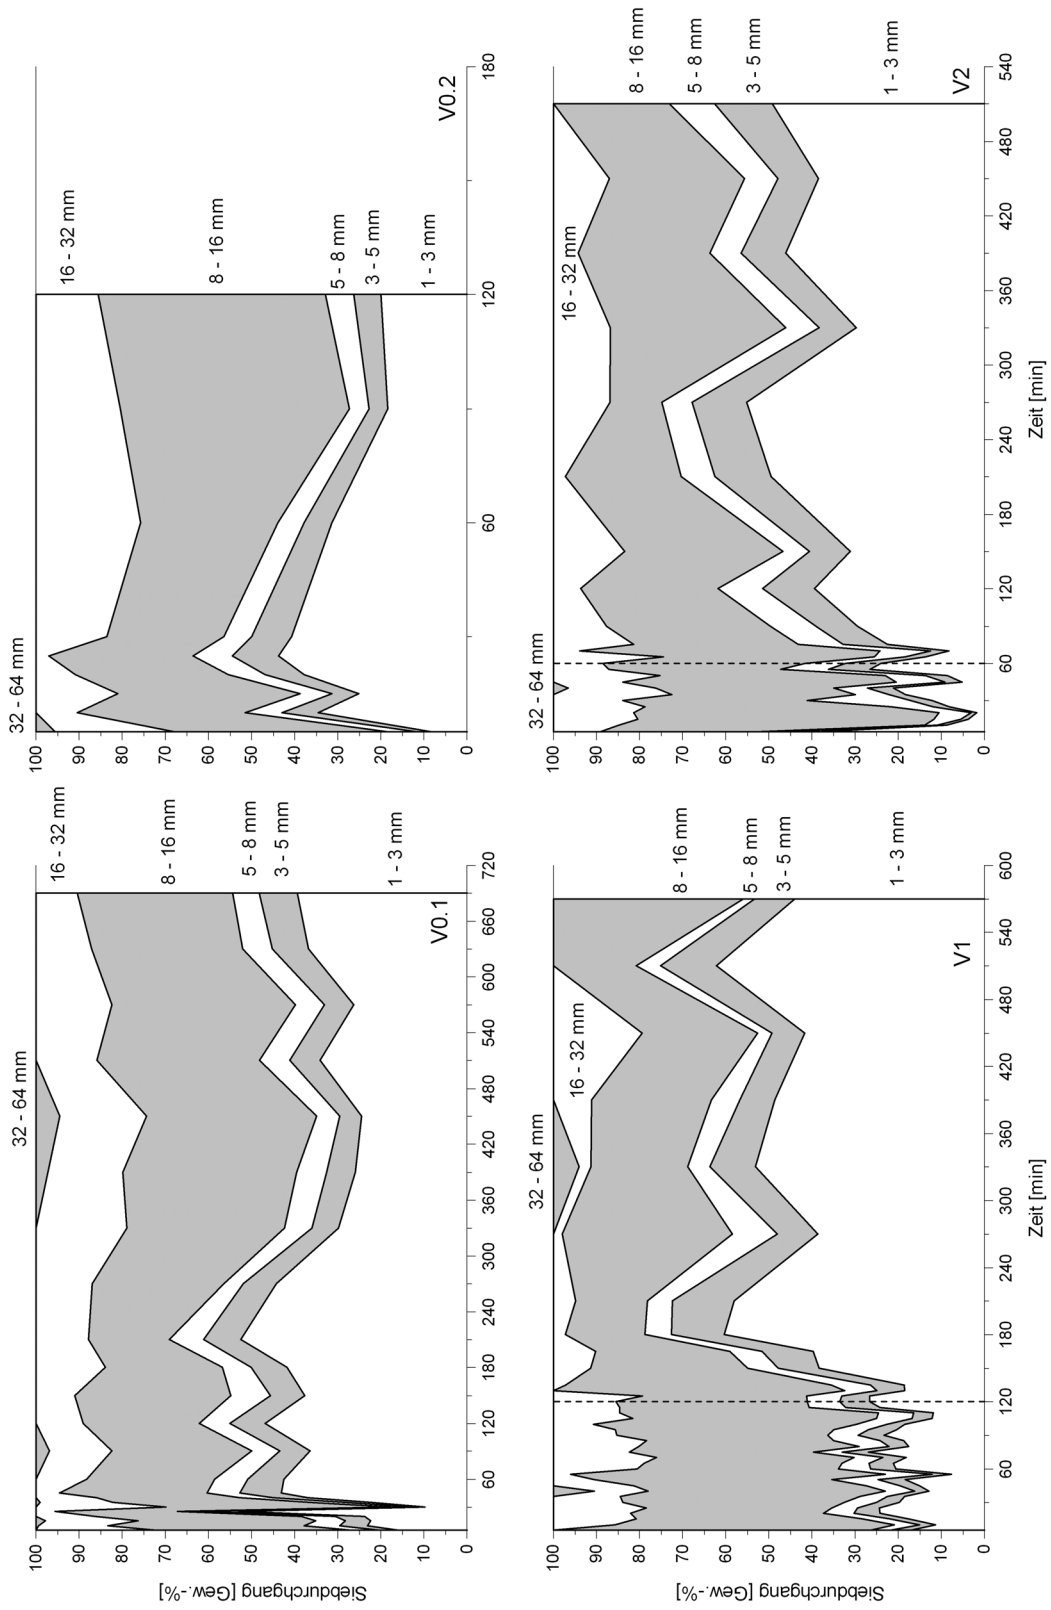 Siebdurchgang [Gew.-%]
32 - 64 mm
100
90
80
70
60
50
40
30
20
10
0
16 - 32 mm
8 - 16 mm
5 - 8 mm
3 - 5 mm
1 - 3 mm
V0.1
60
120
180
240
300
360
420
480
540
600
660
720
32 - 64 mm
100
90
80
70
60
50
40
30
20
10
0
16 - 32 mm
8 - 16 mm
5 - 8 mm
3 - 5 mm
1 - 3 mm
V0.2
60
120
180
Siebdurchgang [Gew.-%]
32 - 64 mm
100
90
80
70
60
50
40
30
20
10
0
16 - 32 mm
8 - 16 mm
5 - 8 mm
3 - 5 mm
1 - 3 mm
V1
0
60
120
180
240
300
360
420
480
540
600
Zeit [min]
32 - 64 mm
100
90
80
70
60
50
40
30
20
10
0
16 - 32 mm
8 - 16 mm
5 - 8 mm
3 - 5 mm
1 - 3 mm
V2
60
120
180
240
300
360
420
480
540
Zeit [min]